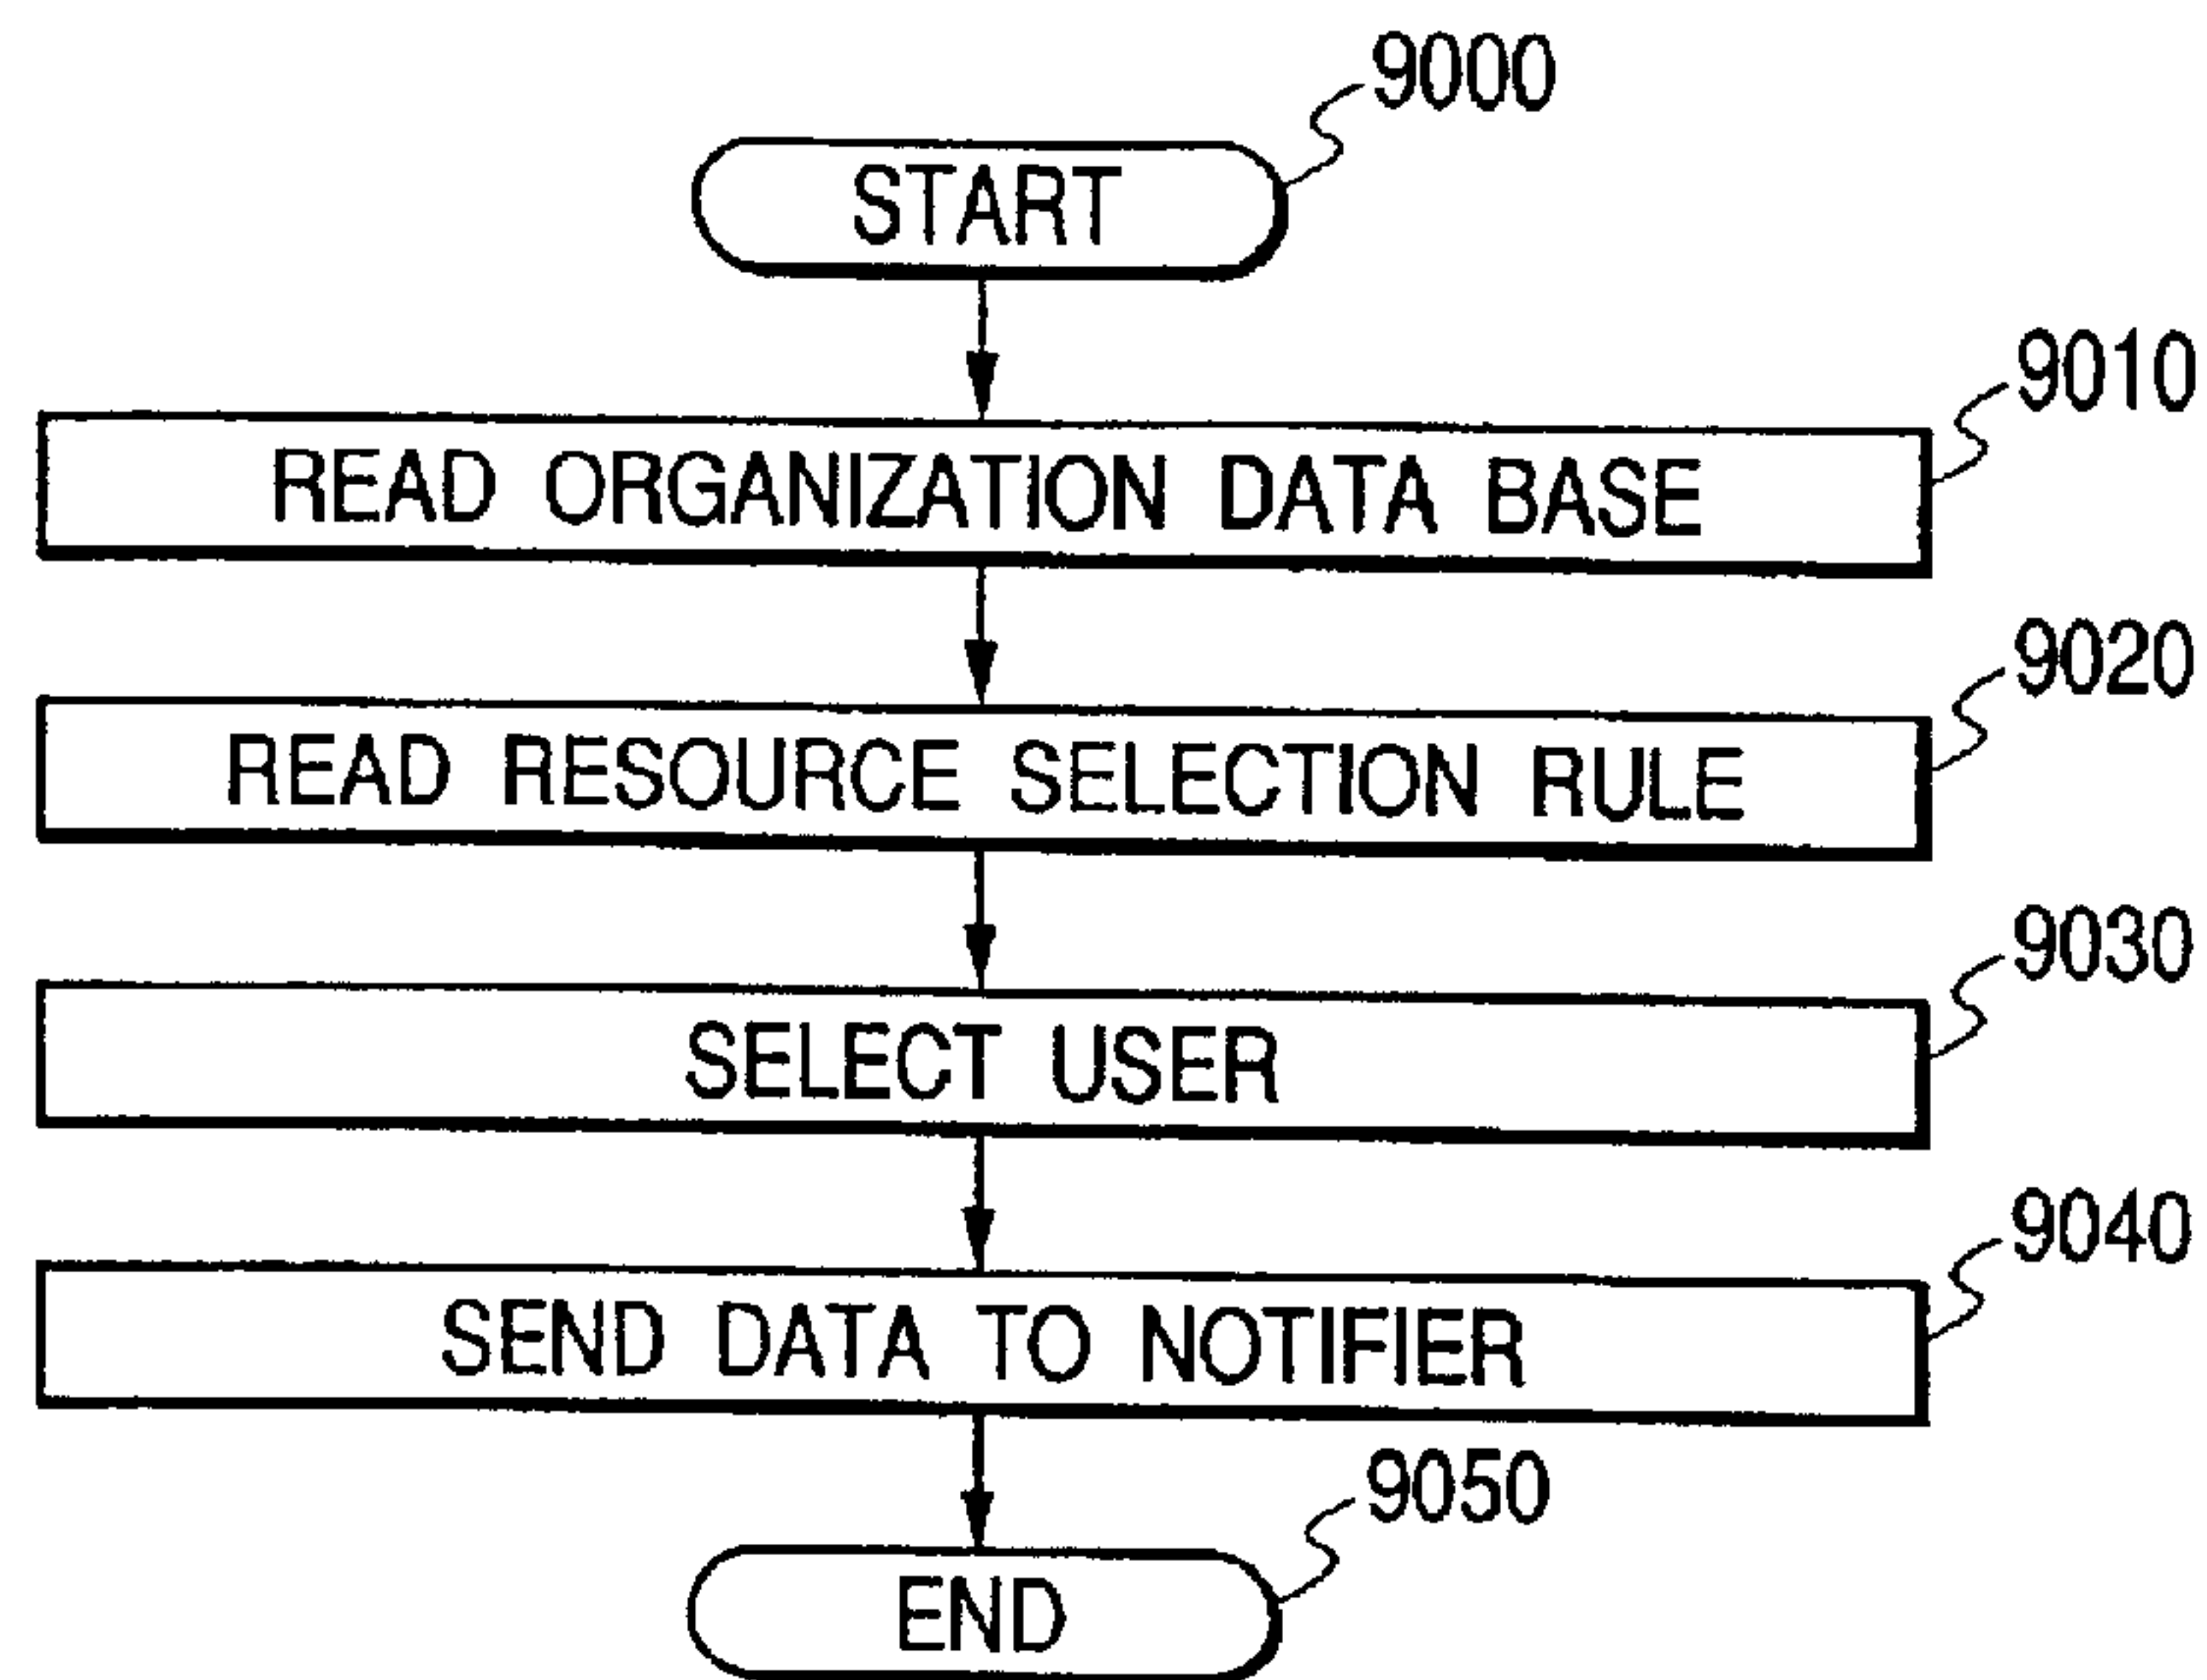 9000
START
9010
READ ORGANIZATION DATA BASE
9020
READ RESOURCE SELECTION RULE
9030
SELECT USER
9040
SEND DATA TO NOTIFIER
9050
END